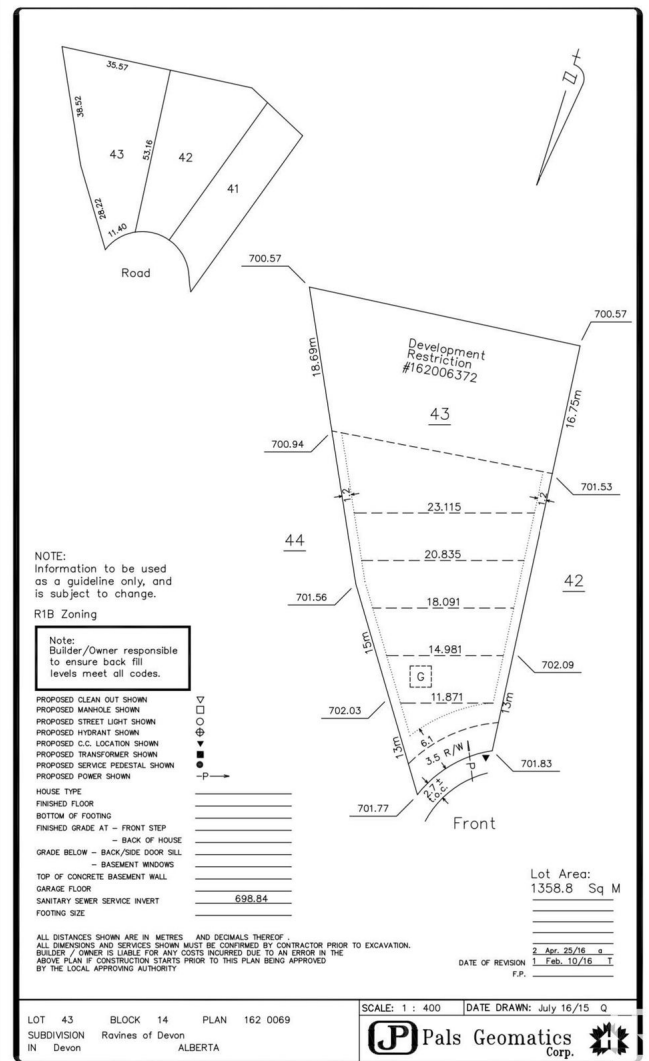 35.57
38.52
43
53.16
42
41
28.22
11.40
Road
n
700.57
700.57
Development
Restriction
#162006372
18.69m
16.75m
43
700.94
701.53
1.2
1.2
23.115
44
20.835
42
701.56
18.091
15m
14.981
702.09
G
11.871
702.03
13m
13m
6.1
3.5 R/W
P
701.83
2.7 ±
t.o.c.
701.77
Front
NOTE:
Information to be used
as a guideline only, and
is subject to change.
R1B Zoning
Note:
Builder/Owner responsible
to ensure back fill
levels meet all codes.
PROPOSED CLEAN OUT SHOWN
PROPOSED MANHOLE SHOWN
PROPOSED STREET LIGHT SHOWN
PROPOSED HYDRANT SHOWN
PROPOSED C.C. LOCATION SHOWN
PROPOSED TRANSFORMER SHOWN
PROPOSED SERVICE PEDESTAL SHOWN
PROPOSED POWER SHOWN -P-
HOUSE TYPE
FINISHED FLOOR
BOTTOM OF FOOTING
FINISHED GRADE AT - FRONT STEP
- BACK OF HOUSE
GRADE BELOW - BACK/SIDE DOOR SILL
- BASEMENT WINDOWS
TOP OF CONCRETE BASEMENT WALL
GARAGE FLOOR
SANITARY SEWER SERVICE INVERT 698.84
FOOTING SIZE
Lot Area:
1358.8 Sq M
ALL DISTANCES SHOWN ARE IN METRES AND DECIMALS THEREOF .
ALL DIMENSIONS AND SERVICES SHOWN MUST BE CONFIRMED BY CONTRACTOR PRIOR TO EXCAVATION.
BUILDER / OWNER IS LIABLE FOR ANY COSTS INCURRED DUE TO AN ERROR IN THE
ABOVE PLAN IF CONSTRUCTION STARTS PRIOR TO THIS PLAN BEING APPROVED
BY THE LOCAL APPROVING AUTHORITY
2 Apr. 25/16 a
DATE OF REVISION 1 Feb. 10/16 T
F.P.
LOT 43 BLOCK 14 PLAN 162 0069
SUBDIVISION Ravines of Devon
IN Devon ALBERTA
SCALE: 1 : 400 DATE DRAWN: July 16/15 Q
JP Pals Geomatics
Corp.